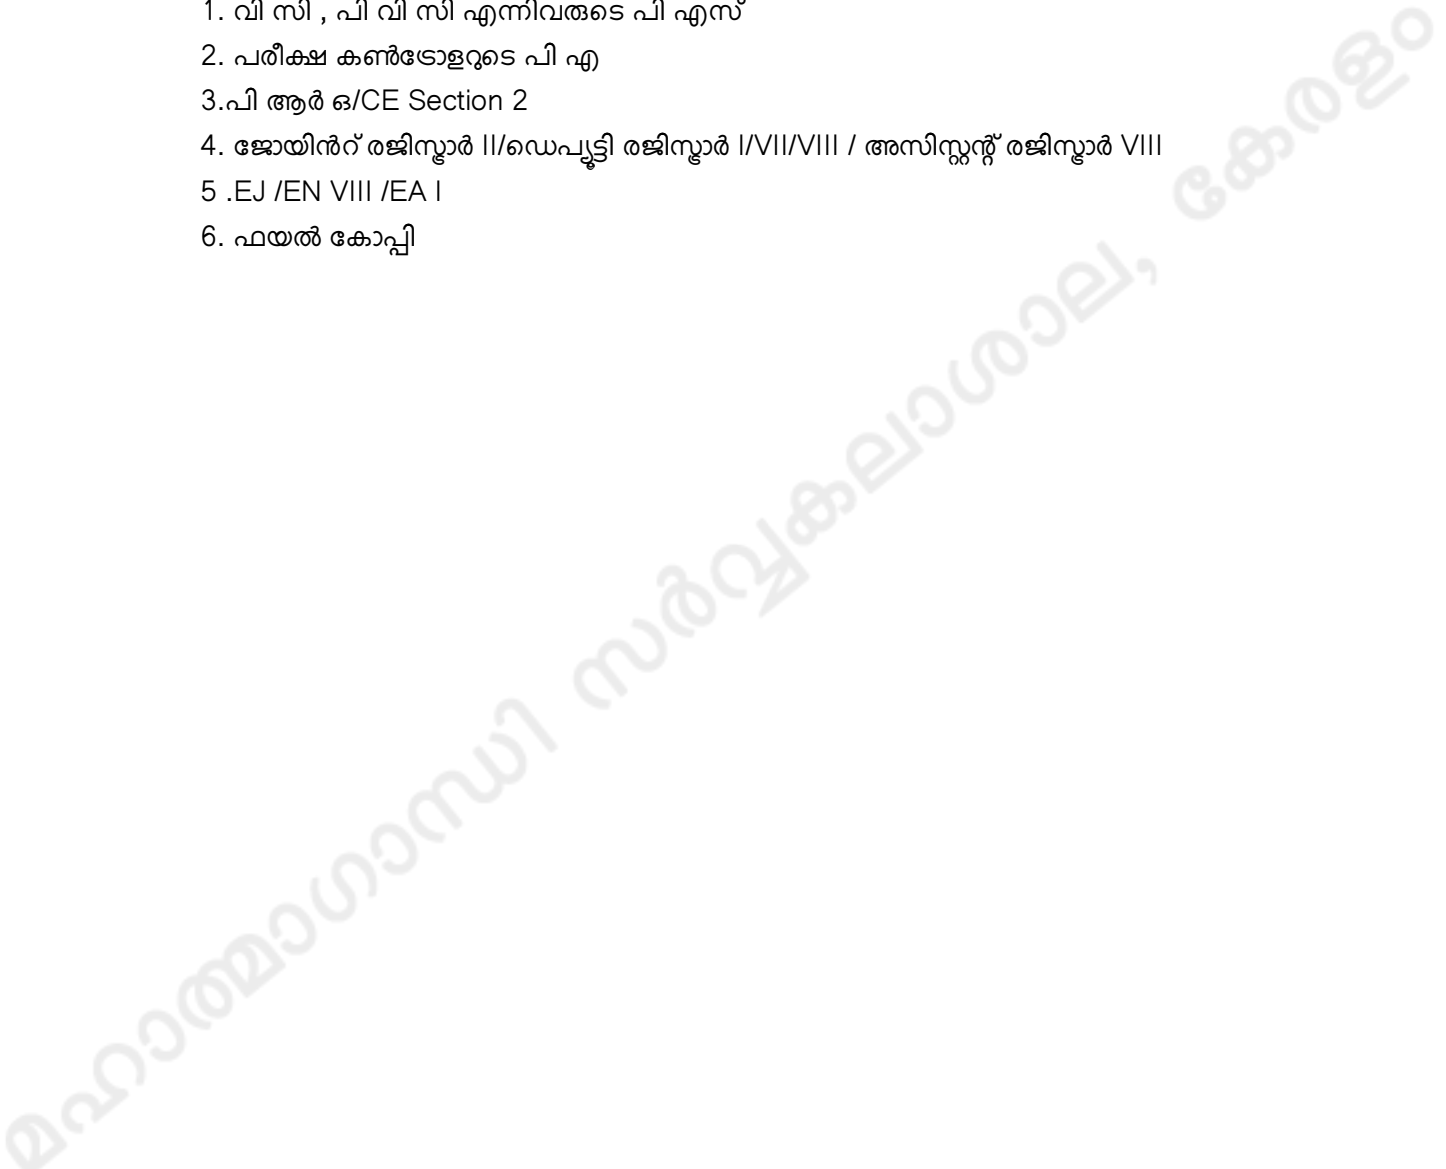 1. വി സി , പി വി സി എന്നിവരുടെ പി എസ്
2. പരീക്ഷ കൺട്രോളറുടെ പി എ
3.പി ആർ ഒ/CE Section 2
4. ജോയിൻറ് രജിസ്ട്രാർ II/ഡെപ്യൂട്ടി രജിസ്ട്രാർ I/VII/VIII / അസിസ്റ്റന്റ് രജിസ്ട്രാർ VIII
5 .EJ /EN VIII /EA I
6. ഫയൽ കോപ്പി
മഹാത്മാഗാന്ധി സർവ്വകലാശാല, കേരളം